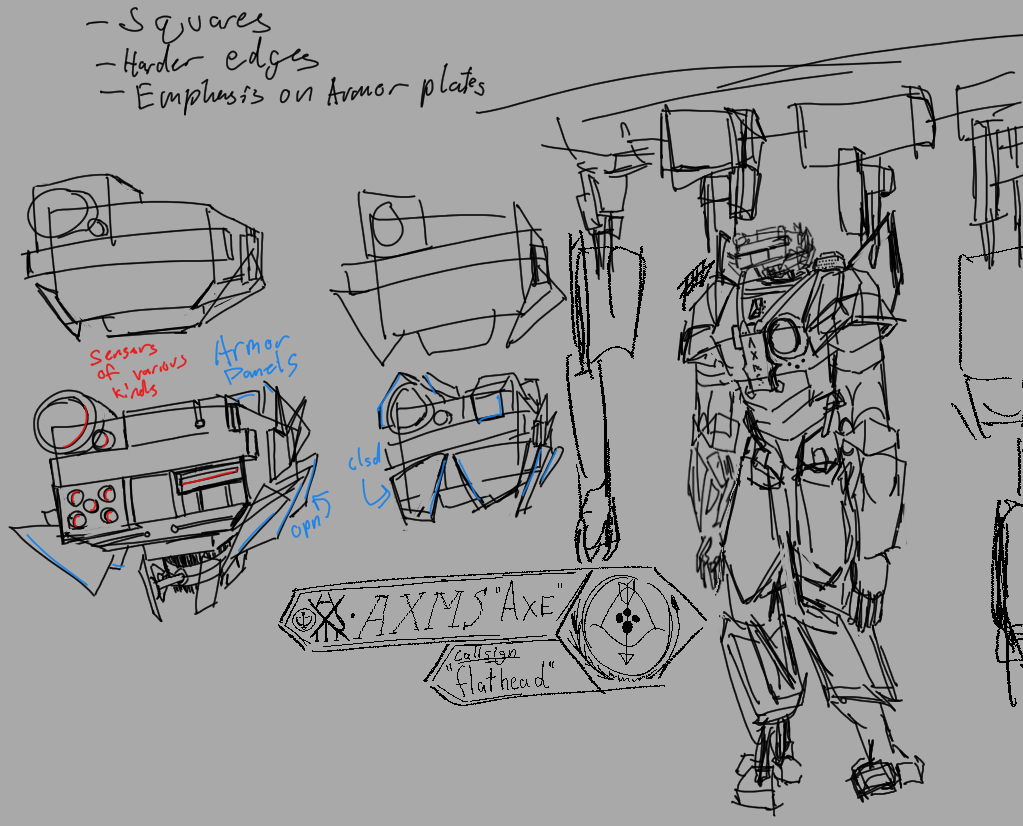 - Squares
- Harder edges
- Emphasis on Armor plates
Sensors
of various
kinds
Armor
panels
clsd
opn
AXMS "AXE"
callsign
"flathead"